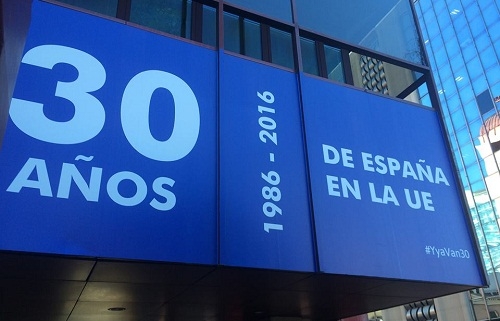 30
AÑOS
1986 - 2016
DE ESPAÑA
EN LA UE
#YyaVan30